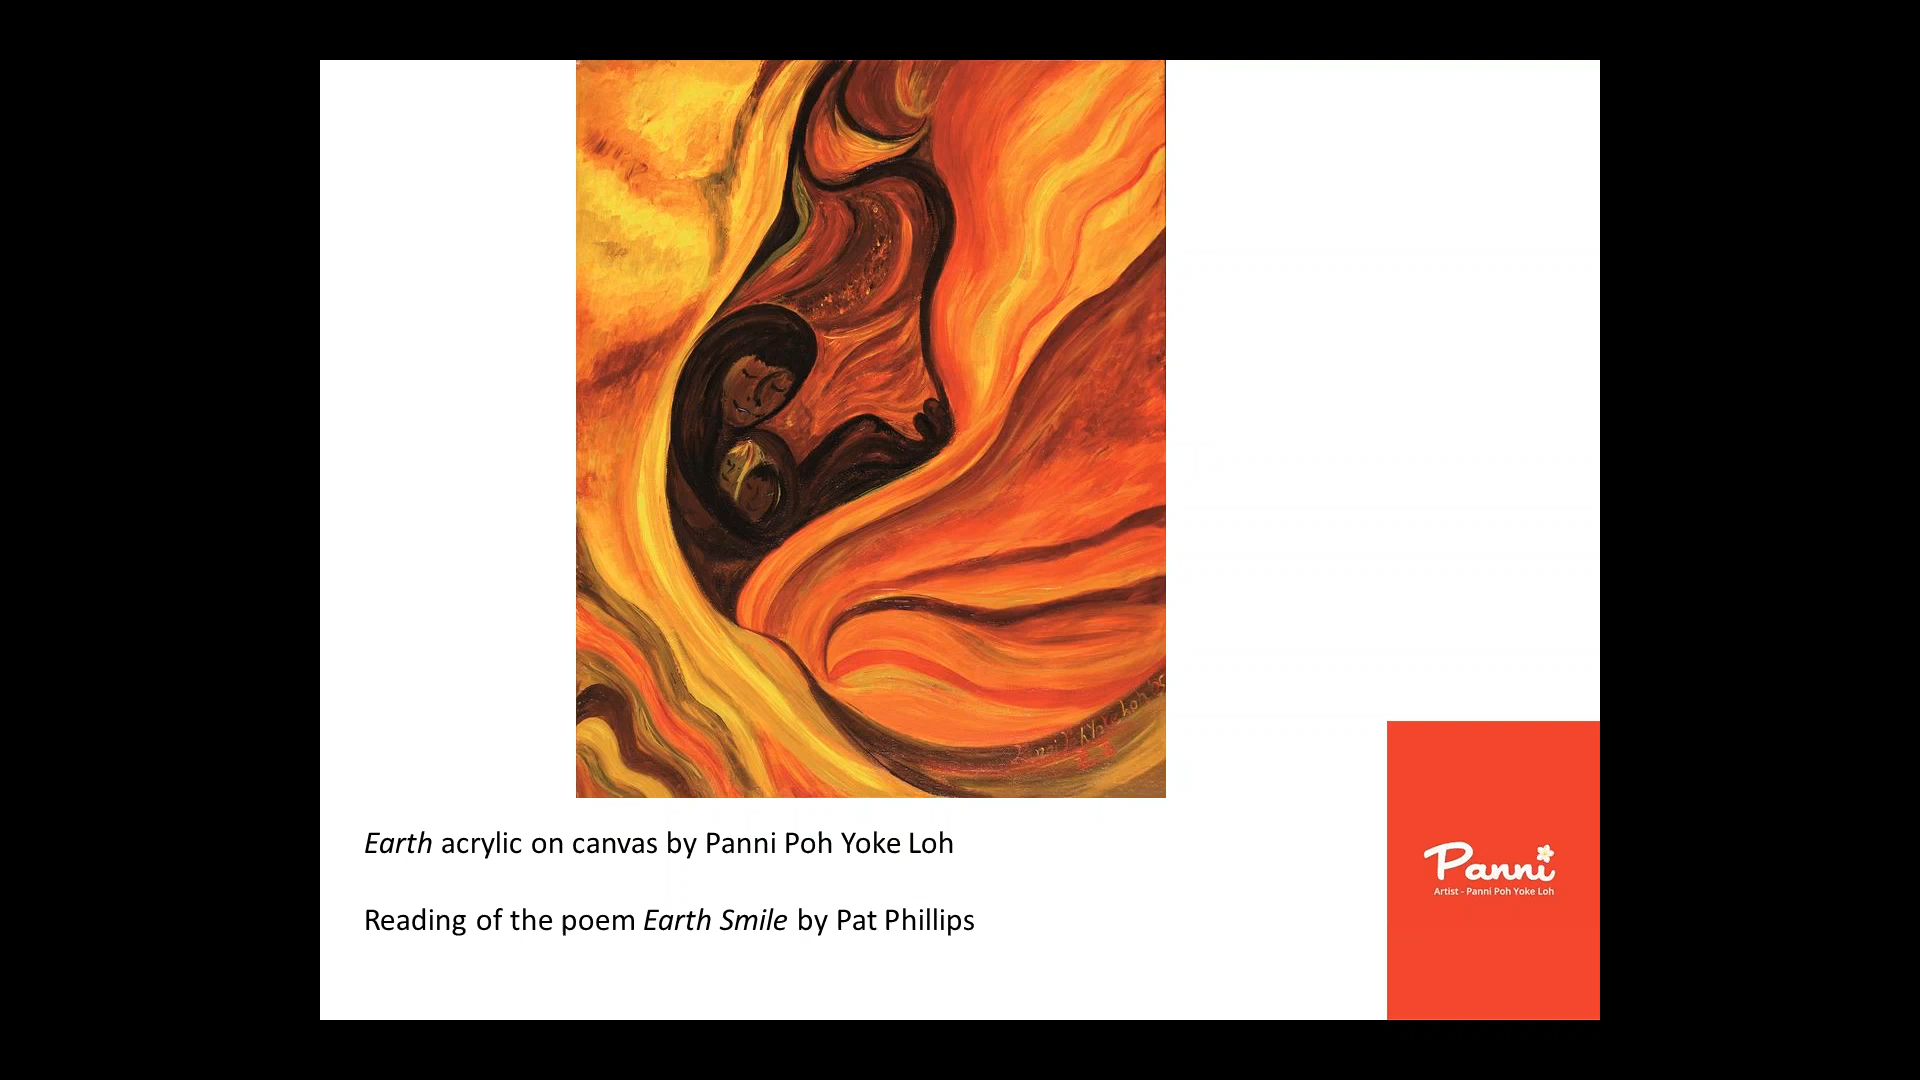 Earth acrylic on canvas by Panni Poh Yoke Loh
Reading of the poem Earth Smile by Pat Phillips
Panni
Artist - Panni Poh Yoke Loh